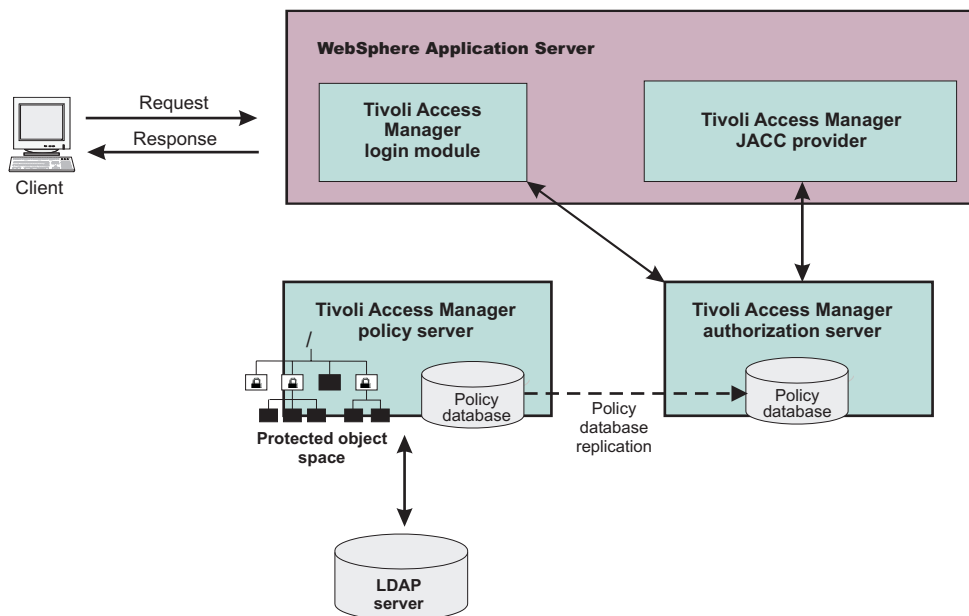 WebSphere Application Server
Request
Response
Client
Tivoli Access
Manager
login module
Tivoli Access Manager
JACC provider
Tivoli Access Manager
policy server
/
Policy
database
Protected object
space
Policy
database
replication
Tivoli Access Manager
authorization server
Policy
database
LDAP
server